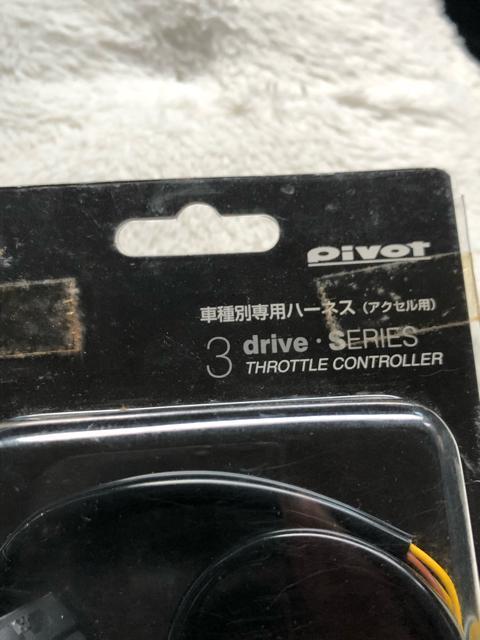 pivot
車種別専用ハーネス（アクセル用）
3 drive・SERIES
THROTTLE CONTROLLER